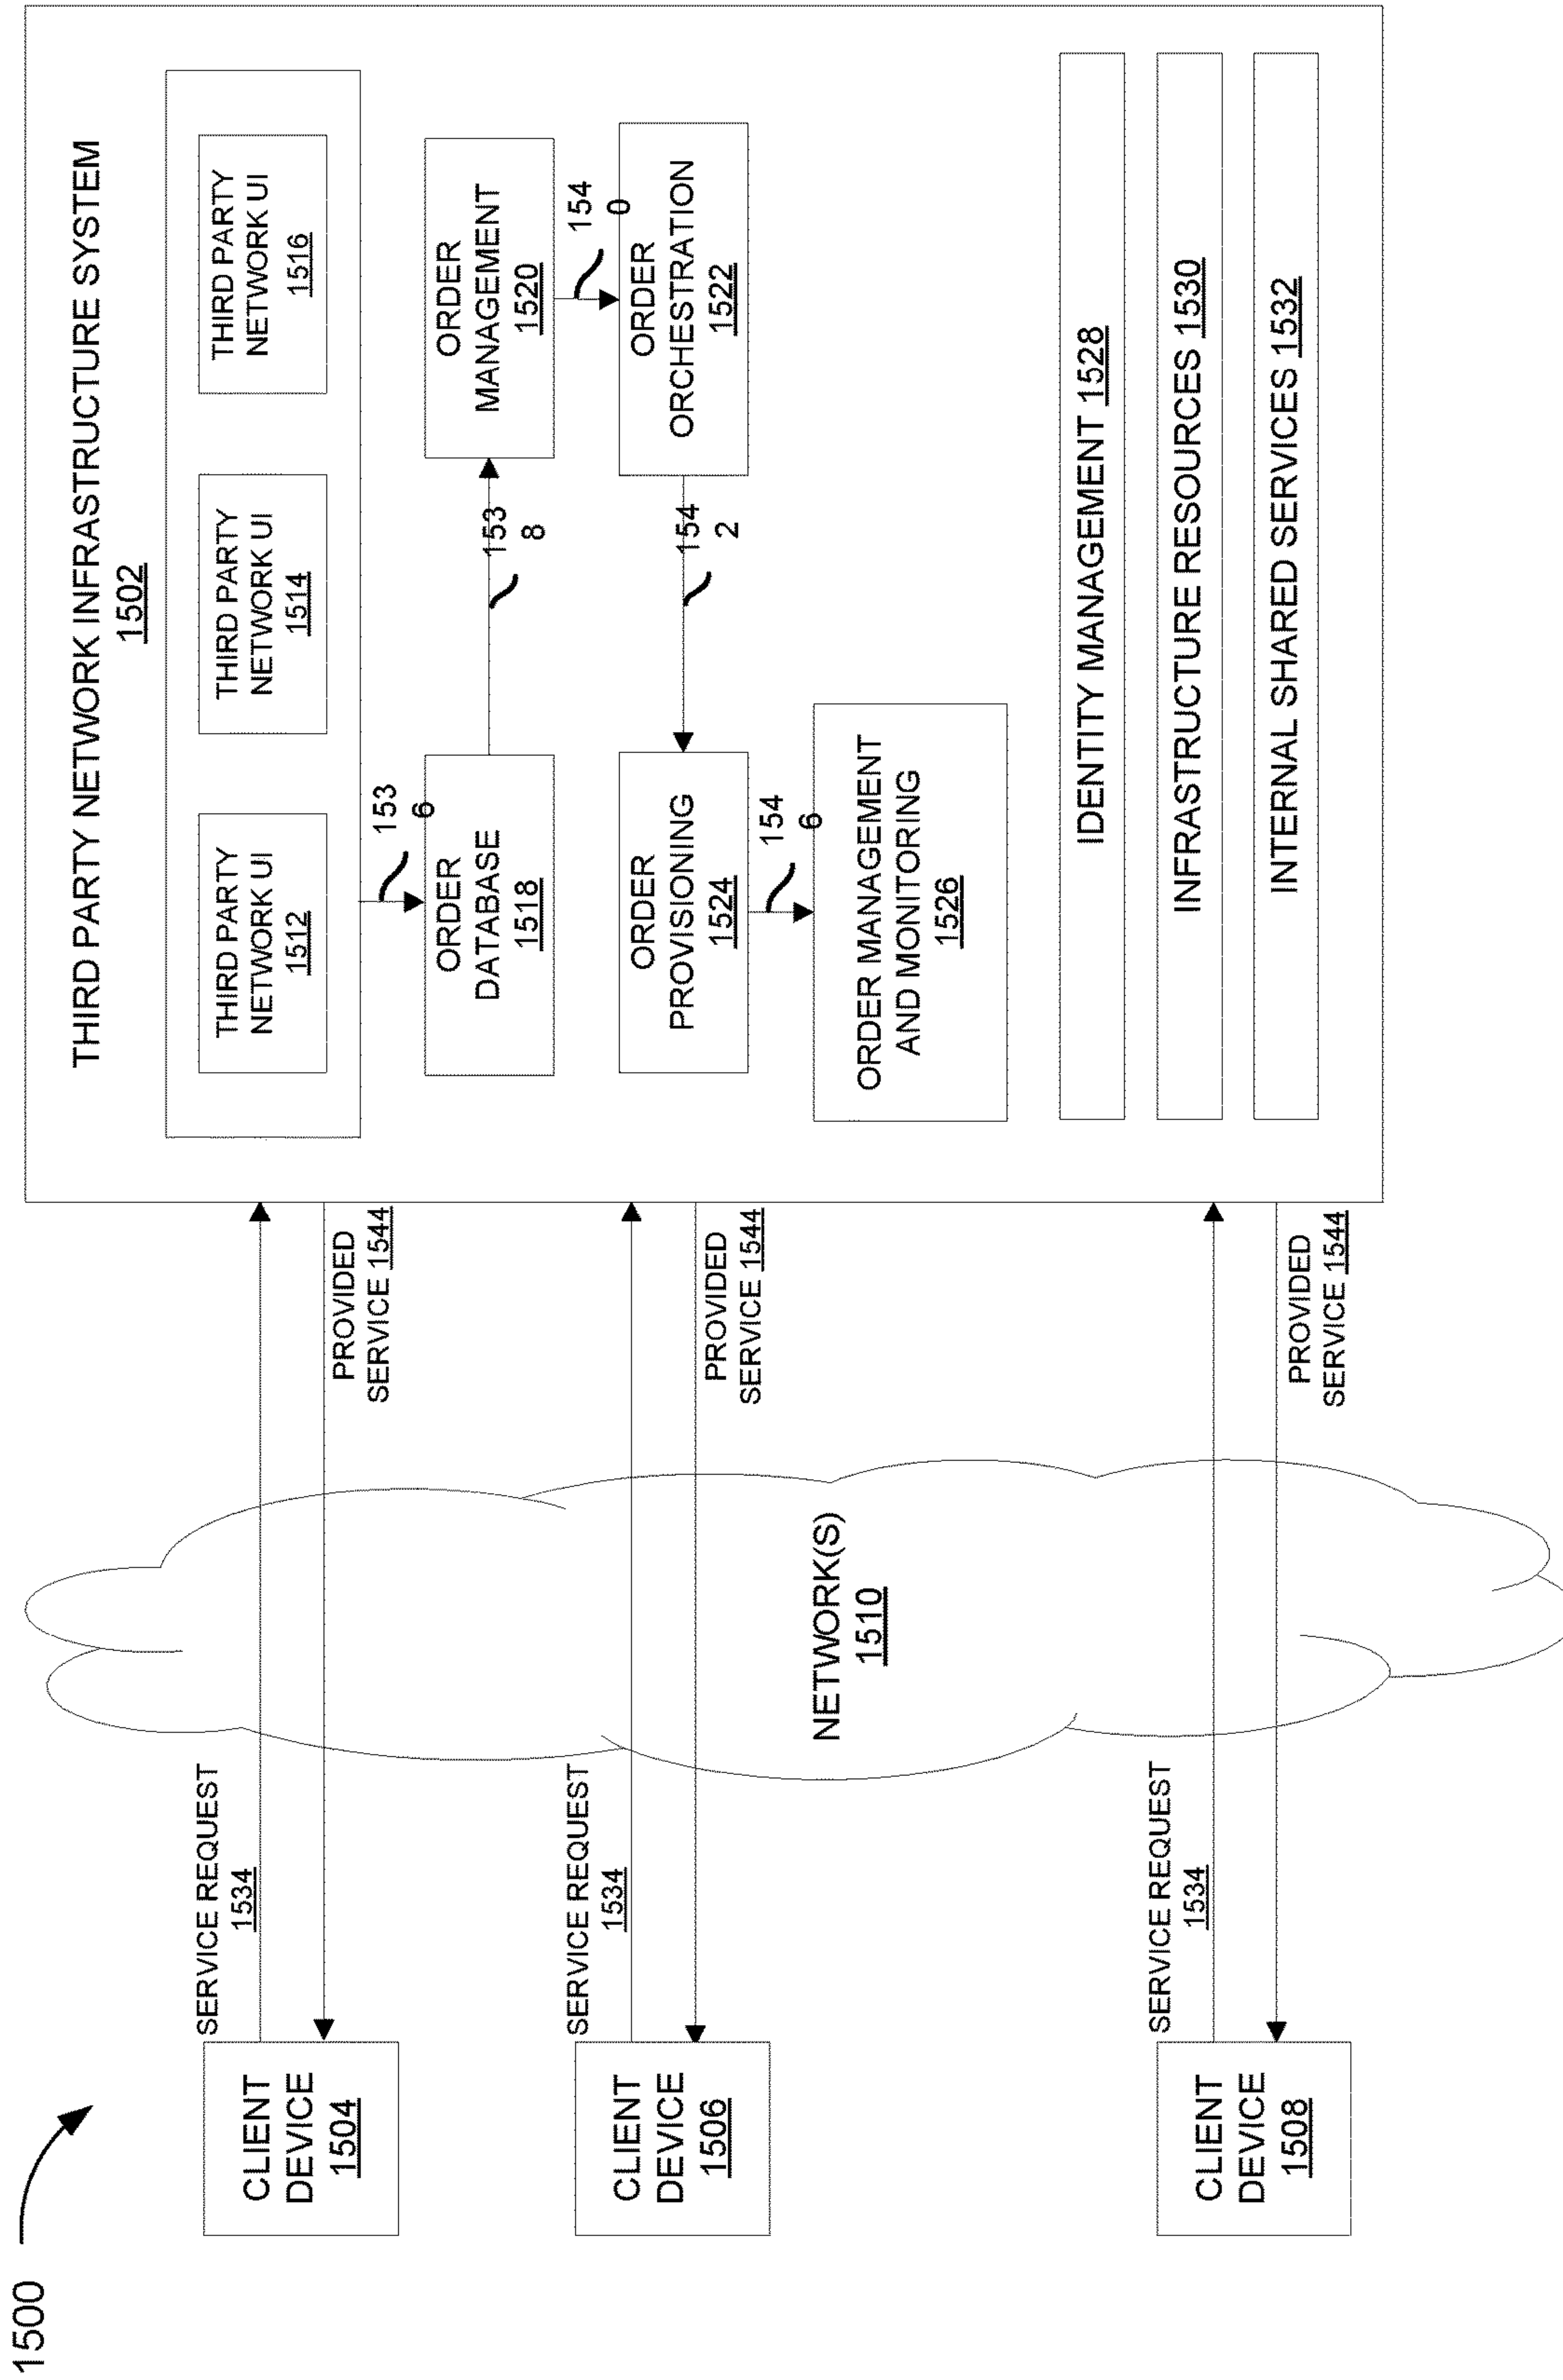 1500
CLIENT
DEVICE
1504
SERVICE REQUEST
1534
PROVIDED
SERVICE 1544
CLIENT
DEVICE
1506
SERVICE REQUEST
1534
PROVIDED
SERVICE 1544
CLIENT
DEVICE
1508
SERVICE REQUEST
1534
PROVIDED
SERVICE 1544
NETWORK(S)
1510
THIRD PARTY NETWORK INFRASTRUCTURE SYSTEM
1502
THIRD PARTY
NETWORK UI
1512
THIRD PARTY
NETWORK UI
1514
THIRD PARTY
NETWORK UI
1516
153
6
ORDER
DATABASE
1518
153
8
ORDER
MANAGEMENT
1520
154
0
ORDER
ORCHESTRATION
1522
154
2
ORDER
PROVISIONING
1524
154
6
ORDER MANAGEMENT
AND MONITORING
1526
IDENTITY MANAGEMENT 1528
INFRASTRUCTURE RESOURCES 1530
INTERNAL SHARED SERVICES 1532